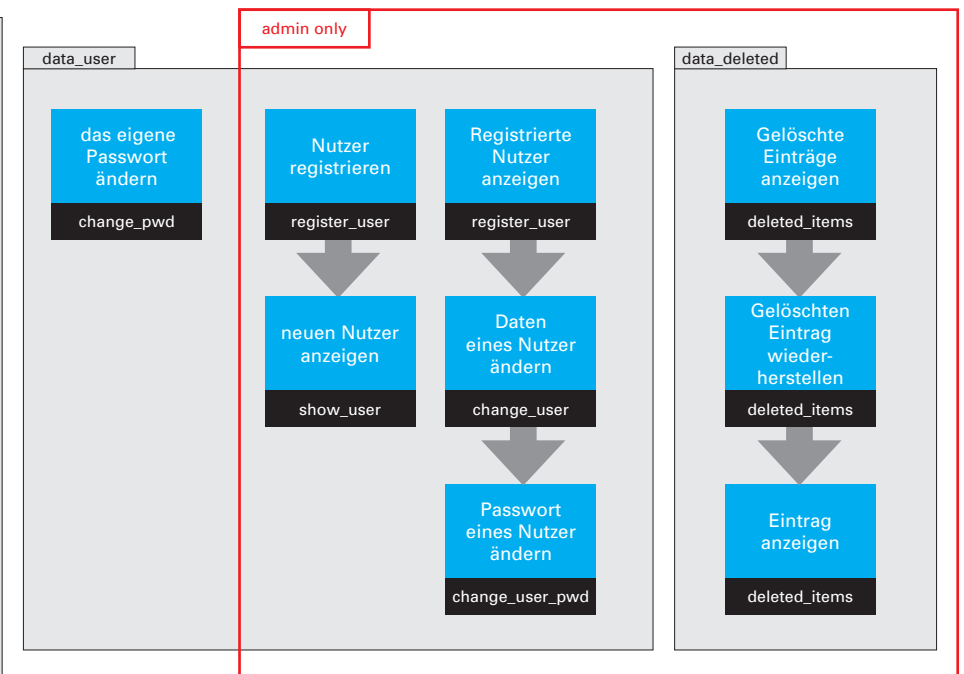 admin only
data_user
data_deleted
das eigene
Passwort
ändern
change_pwd
Nutzer
registrieren
register_user
Registrierte
Nutzer
anzeigen
register_user
Gelöschte
Einträge
anzeigen
deleted_items
neuen Nutzer
anzeigen
show_user
Daten
eines Nutzer
ändern
change_user
Gelöschten
Eintrag
wieder-
herstellen
deleted_items
Passwort
eines Nutzer
ändern
change_user_pwd
Eintrag
anzeigen
deleted_items